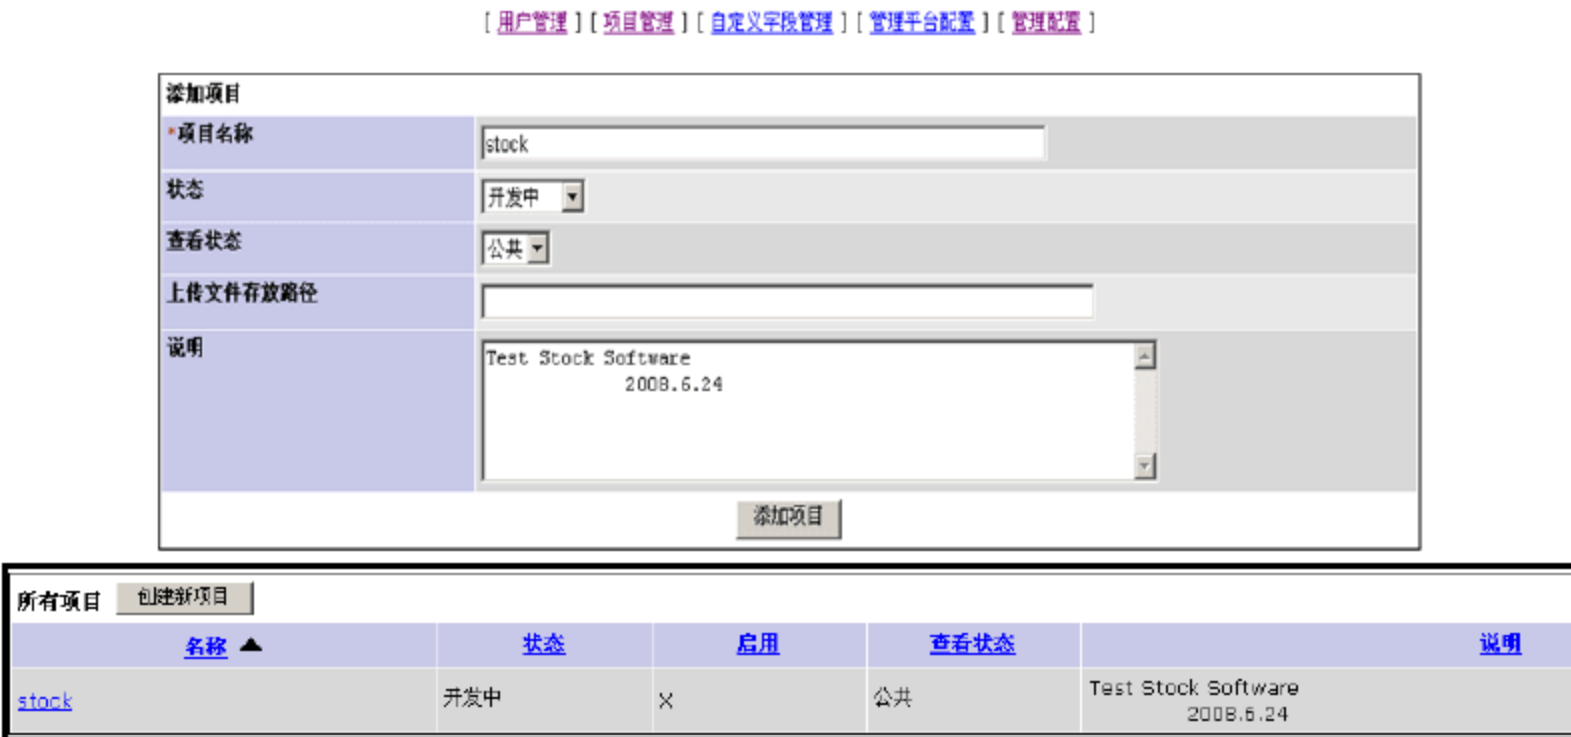 [ 用户管理 ] [ 项目管理 ] [ 自定义字段管理 ] [ 管理平台配置 ] [ 管理配置 ]
添加项目
*项目名称 stock
状态 开发中
查看状态 公共
上传文件存放路径
说明 Test Stock Software
2008.6.24
添加项目
所有项目 创建新项目
名称 状态 启用 查看状态 说明
stock 开发中 X 公共 Test Stock Software
2008.6.24